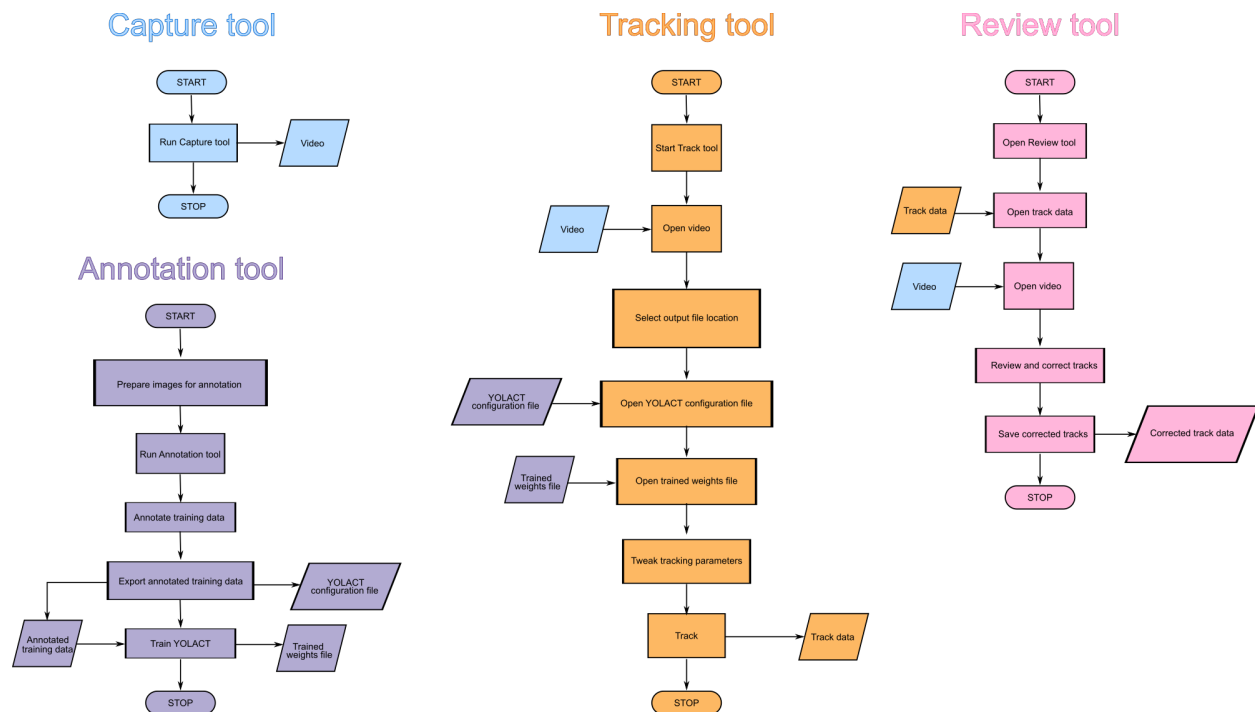 Capture tool
START
Run Capture tool
Video
STOP
Annotation tool
START
Prepare images for annotation
Run Annotation tool
Annotate training data
Export annotated training data
YOLACT
configuration file
Annotated
training data
Train YOLACT
Trained
weights file
STOP
Tracking tool
START
Start Track tool
Video
Open video
Select output file location
YOLACT
configuration file
Open YOLACT configuration file
Trained
weights file
Open trained weights file
Tweak tracking parameters
Track
Track data
STOP
Review tool
START
Open Review tool
Track data
Open track data
Video
Open video
Review and correct tracks
Save corrected tracks
Corrected track data
STOP